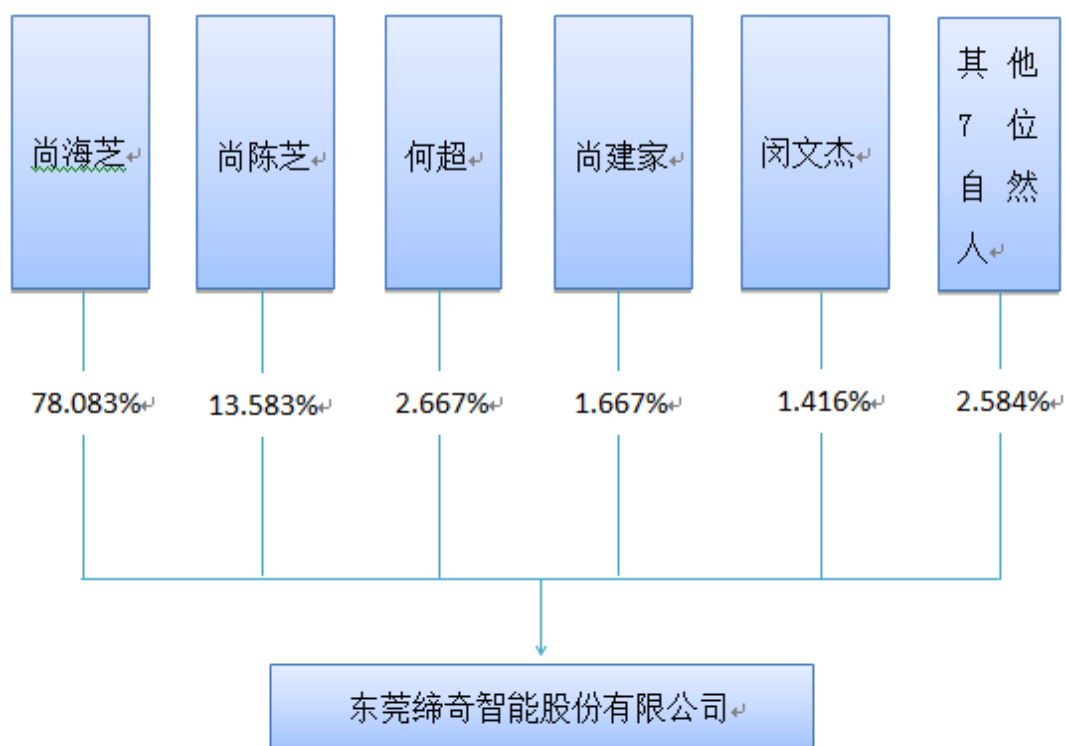 尚海芝
尚陈芝
何超
尚建家
闵文杰
其他
7位
自然
人
78.083%
13.583%
2.667%
1.667%
1.416%
2.584%
东莞缔奇智能股份有限公司